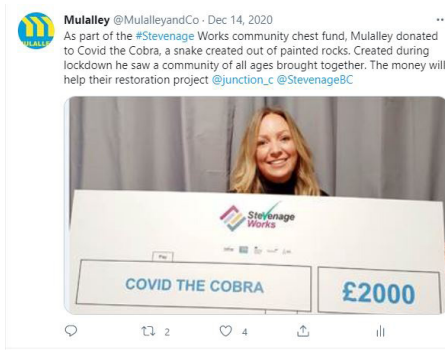 Mulalley @MulalleyandCo · Dec 14, 2020
MULALLE
As part of the #Stevenage Works community chest fund, Mulalley donated
to Covid the Cobra, a snake created out of painted rocks. Created during
lockdown he saw a community of all ages brought together. The money will
help their restoration project @junction_c @StevenageBC
Stevenage
Works
Pay
COVID THE COBRA
£2000
2
4